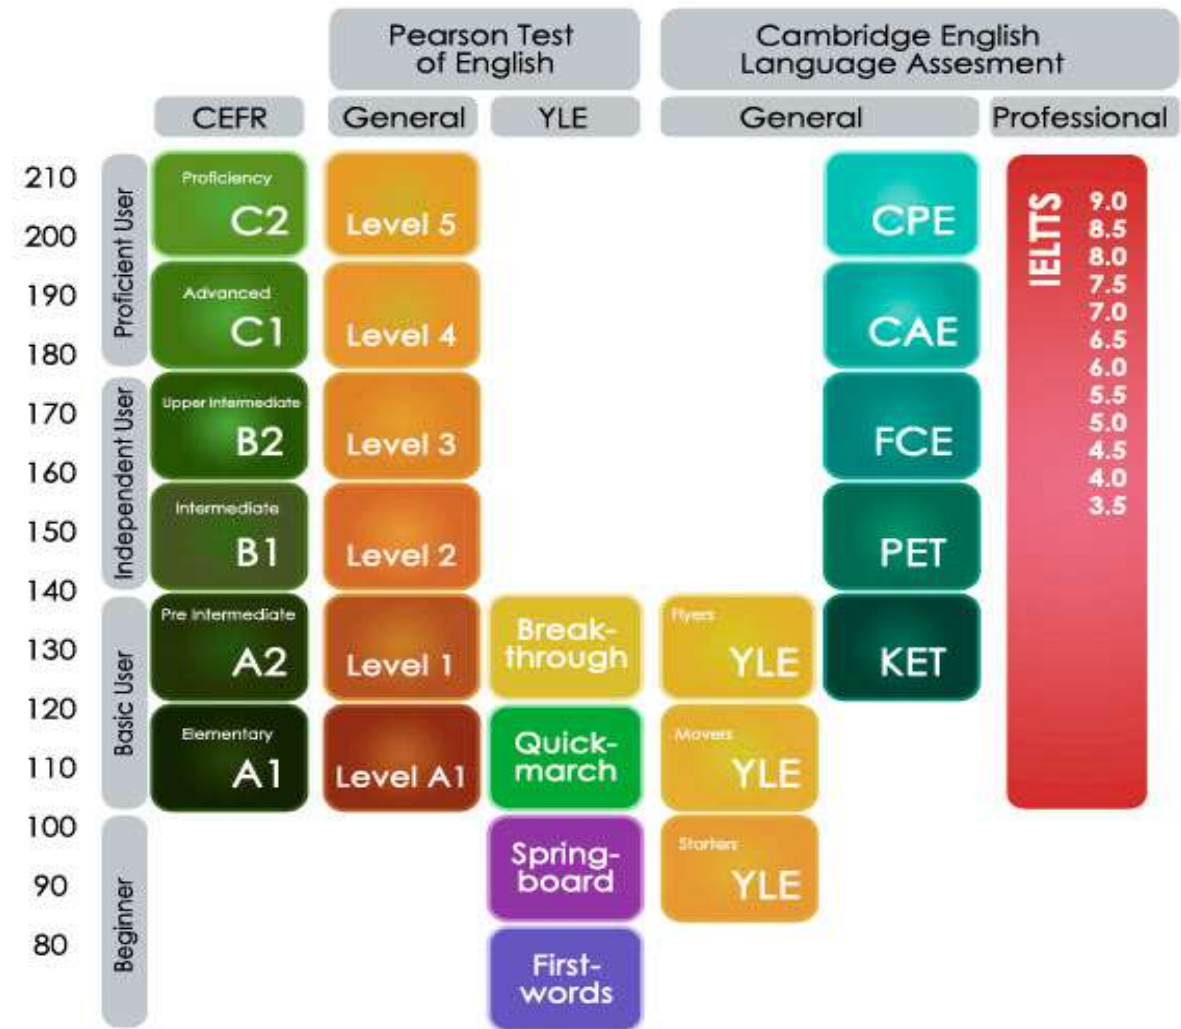 Pearson Test
of English
Cambridge English
Language Assesment
CEFR
General
YLE
General
Professional
210
200
190
180
170
160
150
140
130
120
110
100
90
80
Proficient User
Independent User
Basic User
Beginner
Proficiency
C2
Advanced
C1
Upper Intermediate
B2
Intermediate
B1
Pre Intermediate
A2
Elementary
A1
Level 5
Level 4
Level 3
Level 2
Level 1
Level A1
Break-
through
Quick-
march
Spring-
board
First-
words
Flyers
YLE
Movers
YLE
Starters
YLE
CPE
CAE
FCE
PET
KET
IELTS
9.0
8.5
8.0
7.5
7.0
6.5
6.0
5.5
5.0
4.5
4.0
3.5